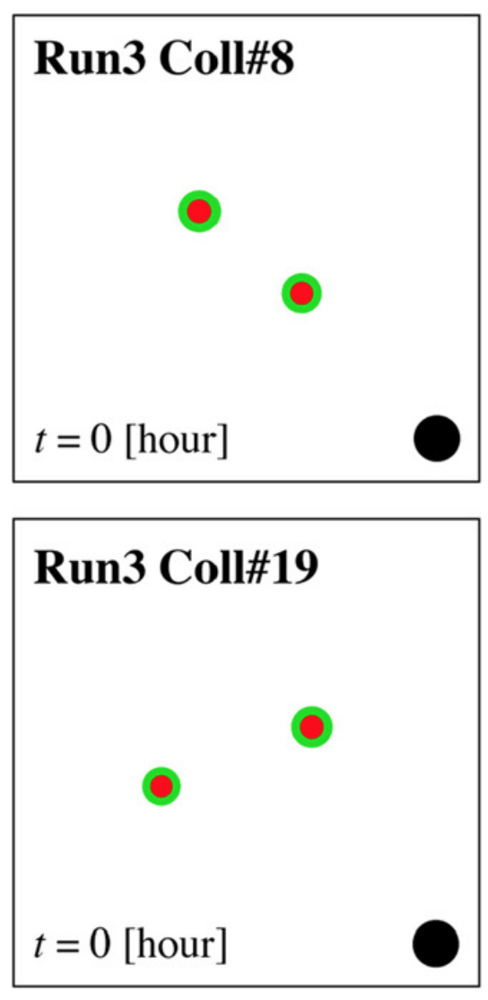 Run3 Coll#8
t = 0 [hour]
Run3 Coll#19
t = 0 [hour]